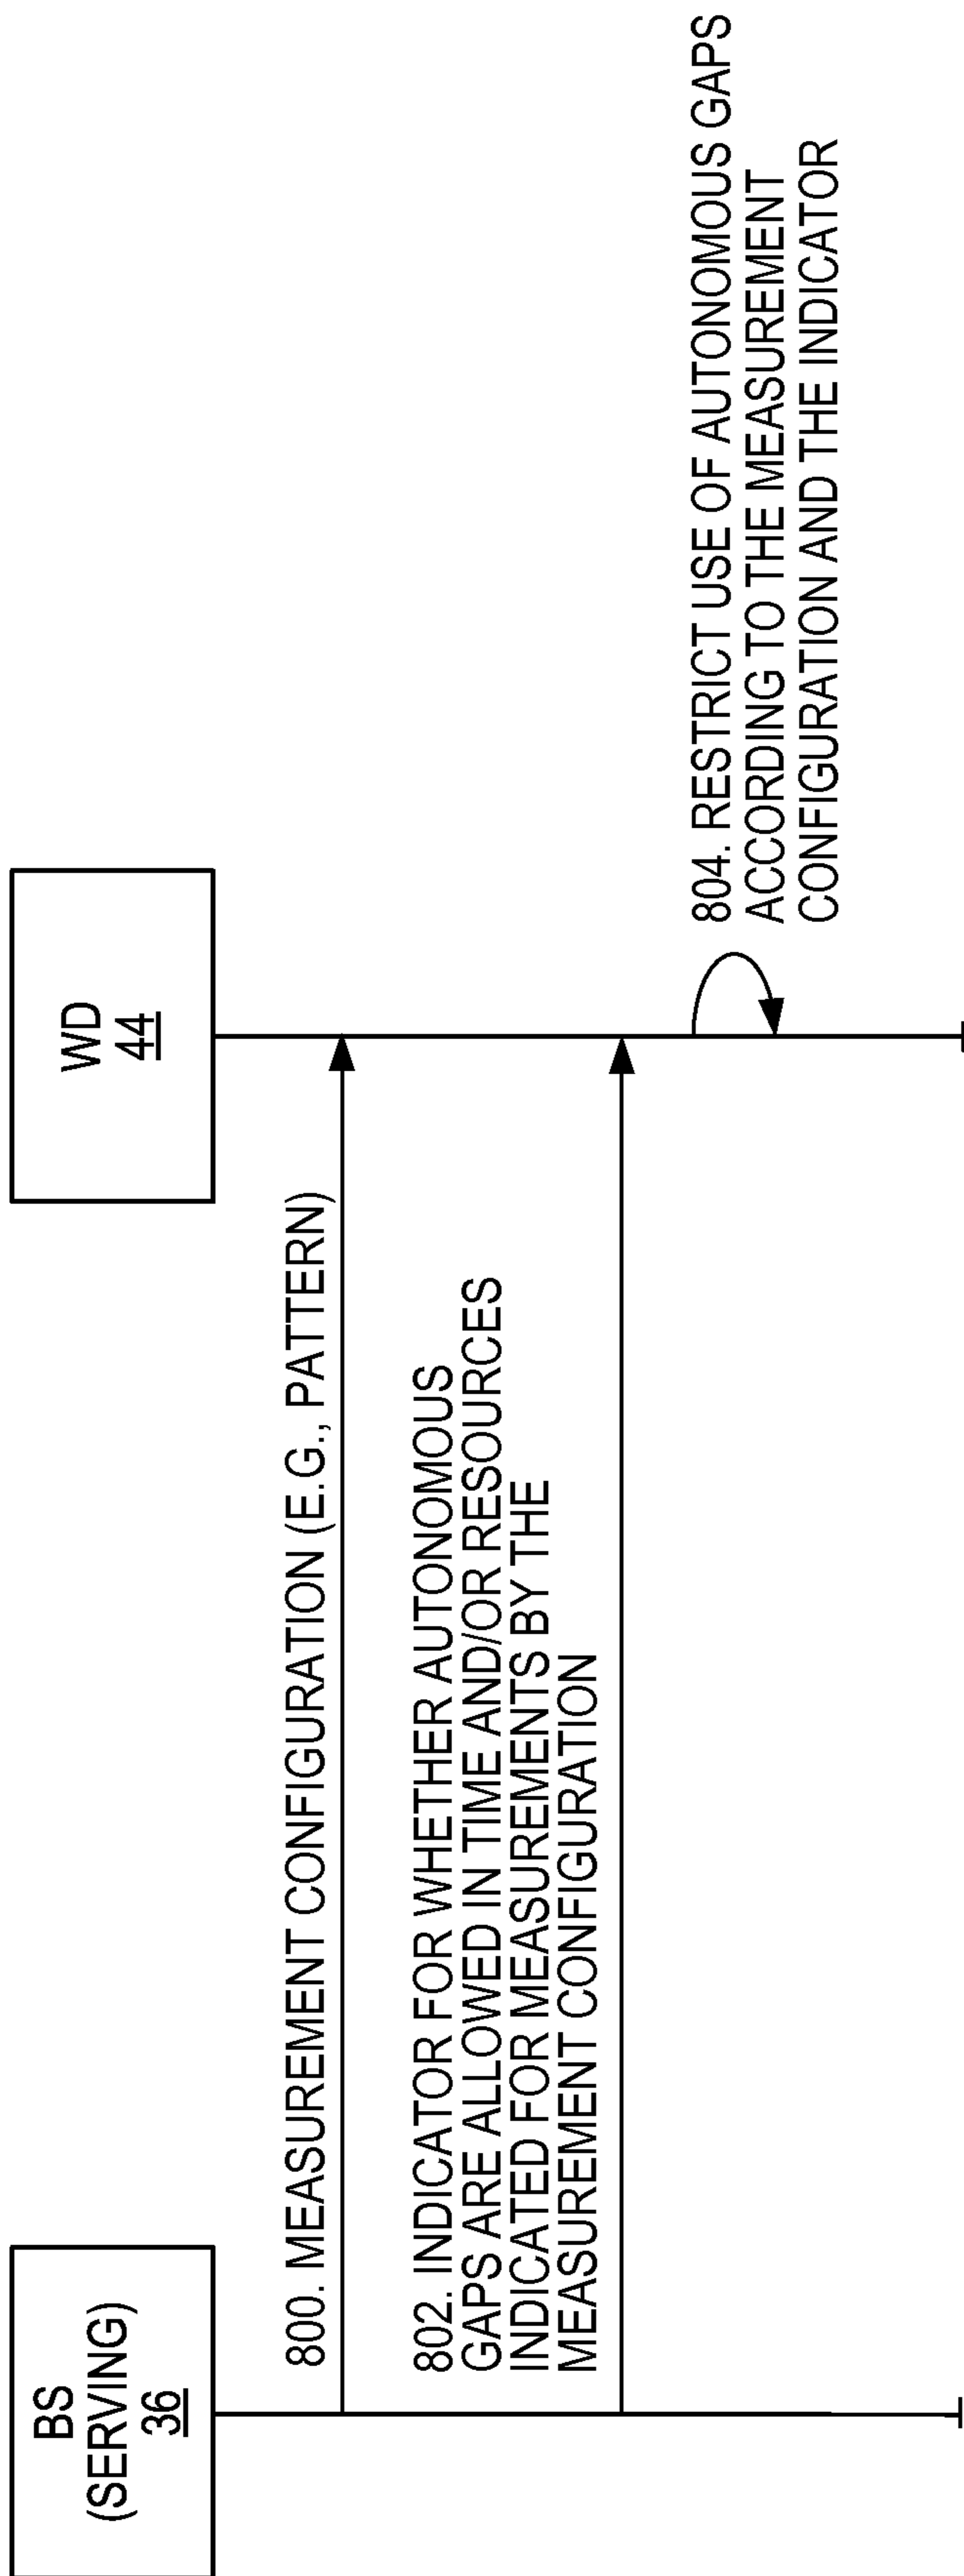 BS
(SERVING)
36
WD
44
800. MEASUREMENT CONFIGURATION (E.G., PATTERN)
802. INDICATOR FOR WHETHER AUTONOMOUS
GAPS ARE ALLOWED IN TIME AND/OR RESOURCES
INDICATED FOR MEASUREMENTS BY THE
MEASUREMENT CONFIGURATION
804. RESTRICT USE OF AUTONOMOUS GAPS
ACCORDING TO THE MEASUREMENT
CONFIGURATION AND THE INDICATOR